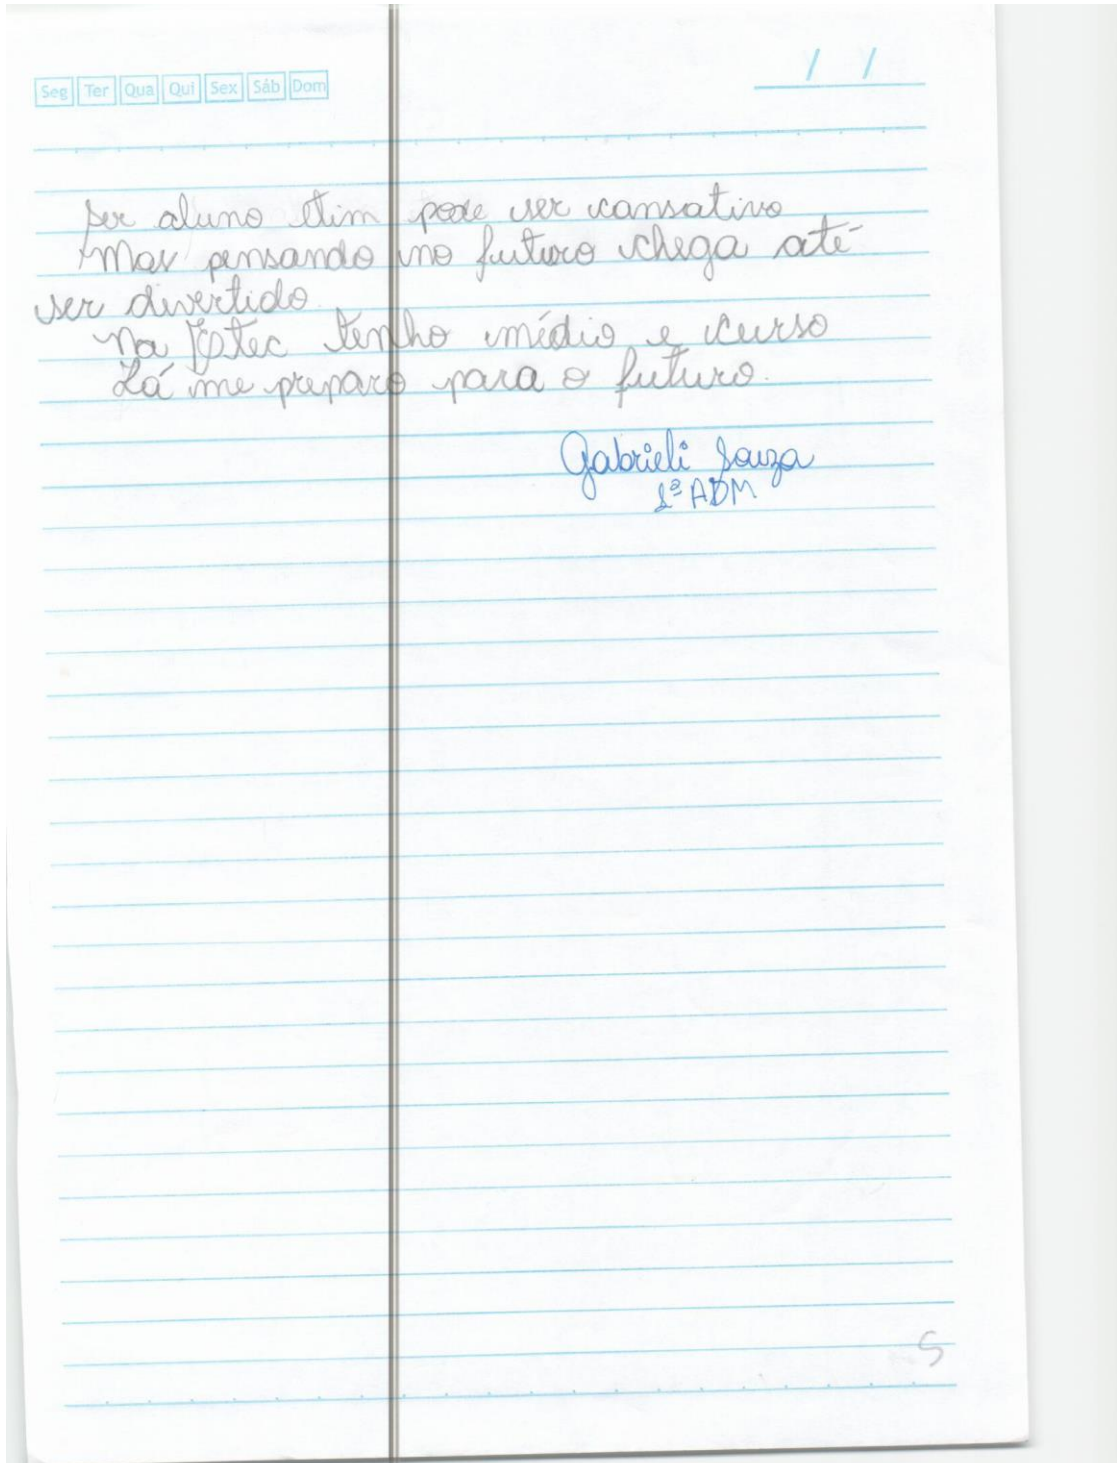 Seg Ter Qua Qui Sex Sáb Dom
/ /
Ser aluno Etim pode ser cansativo
Mas pensando no futuro chega até
ser divertido
Na Etec tenho médio e curso
Lá me preparo para o futuro.
Gabrieli Souza
1º ADM
5